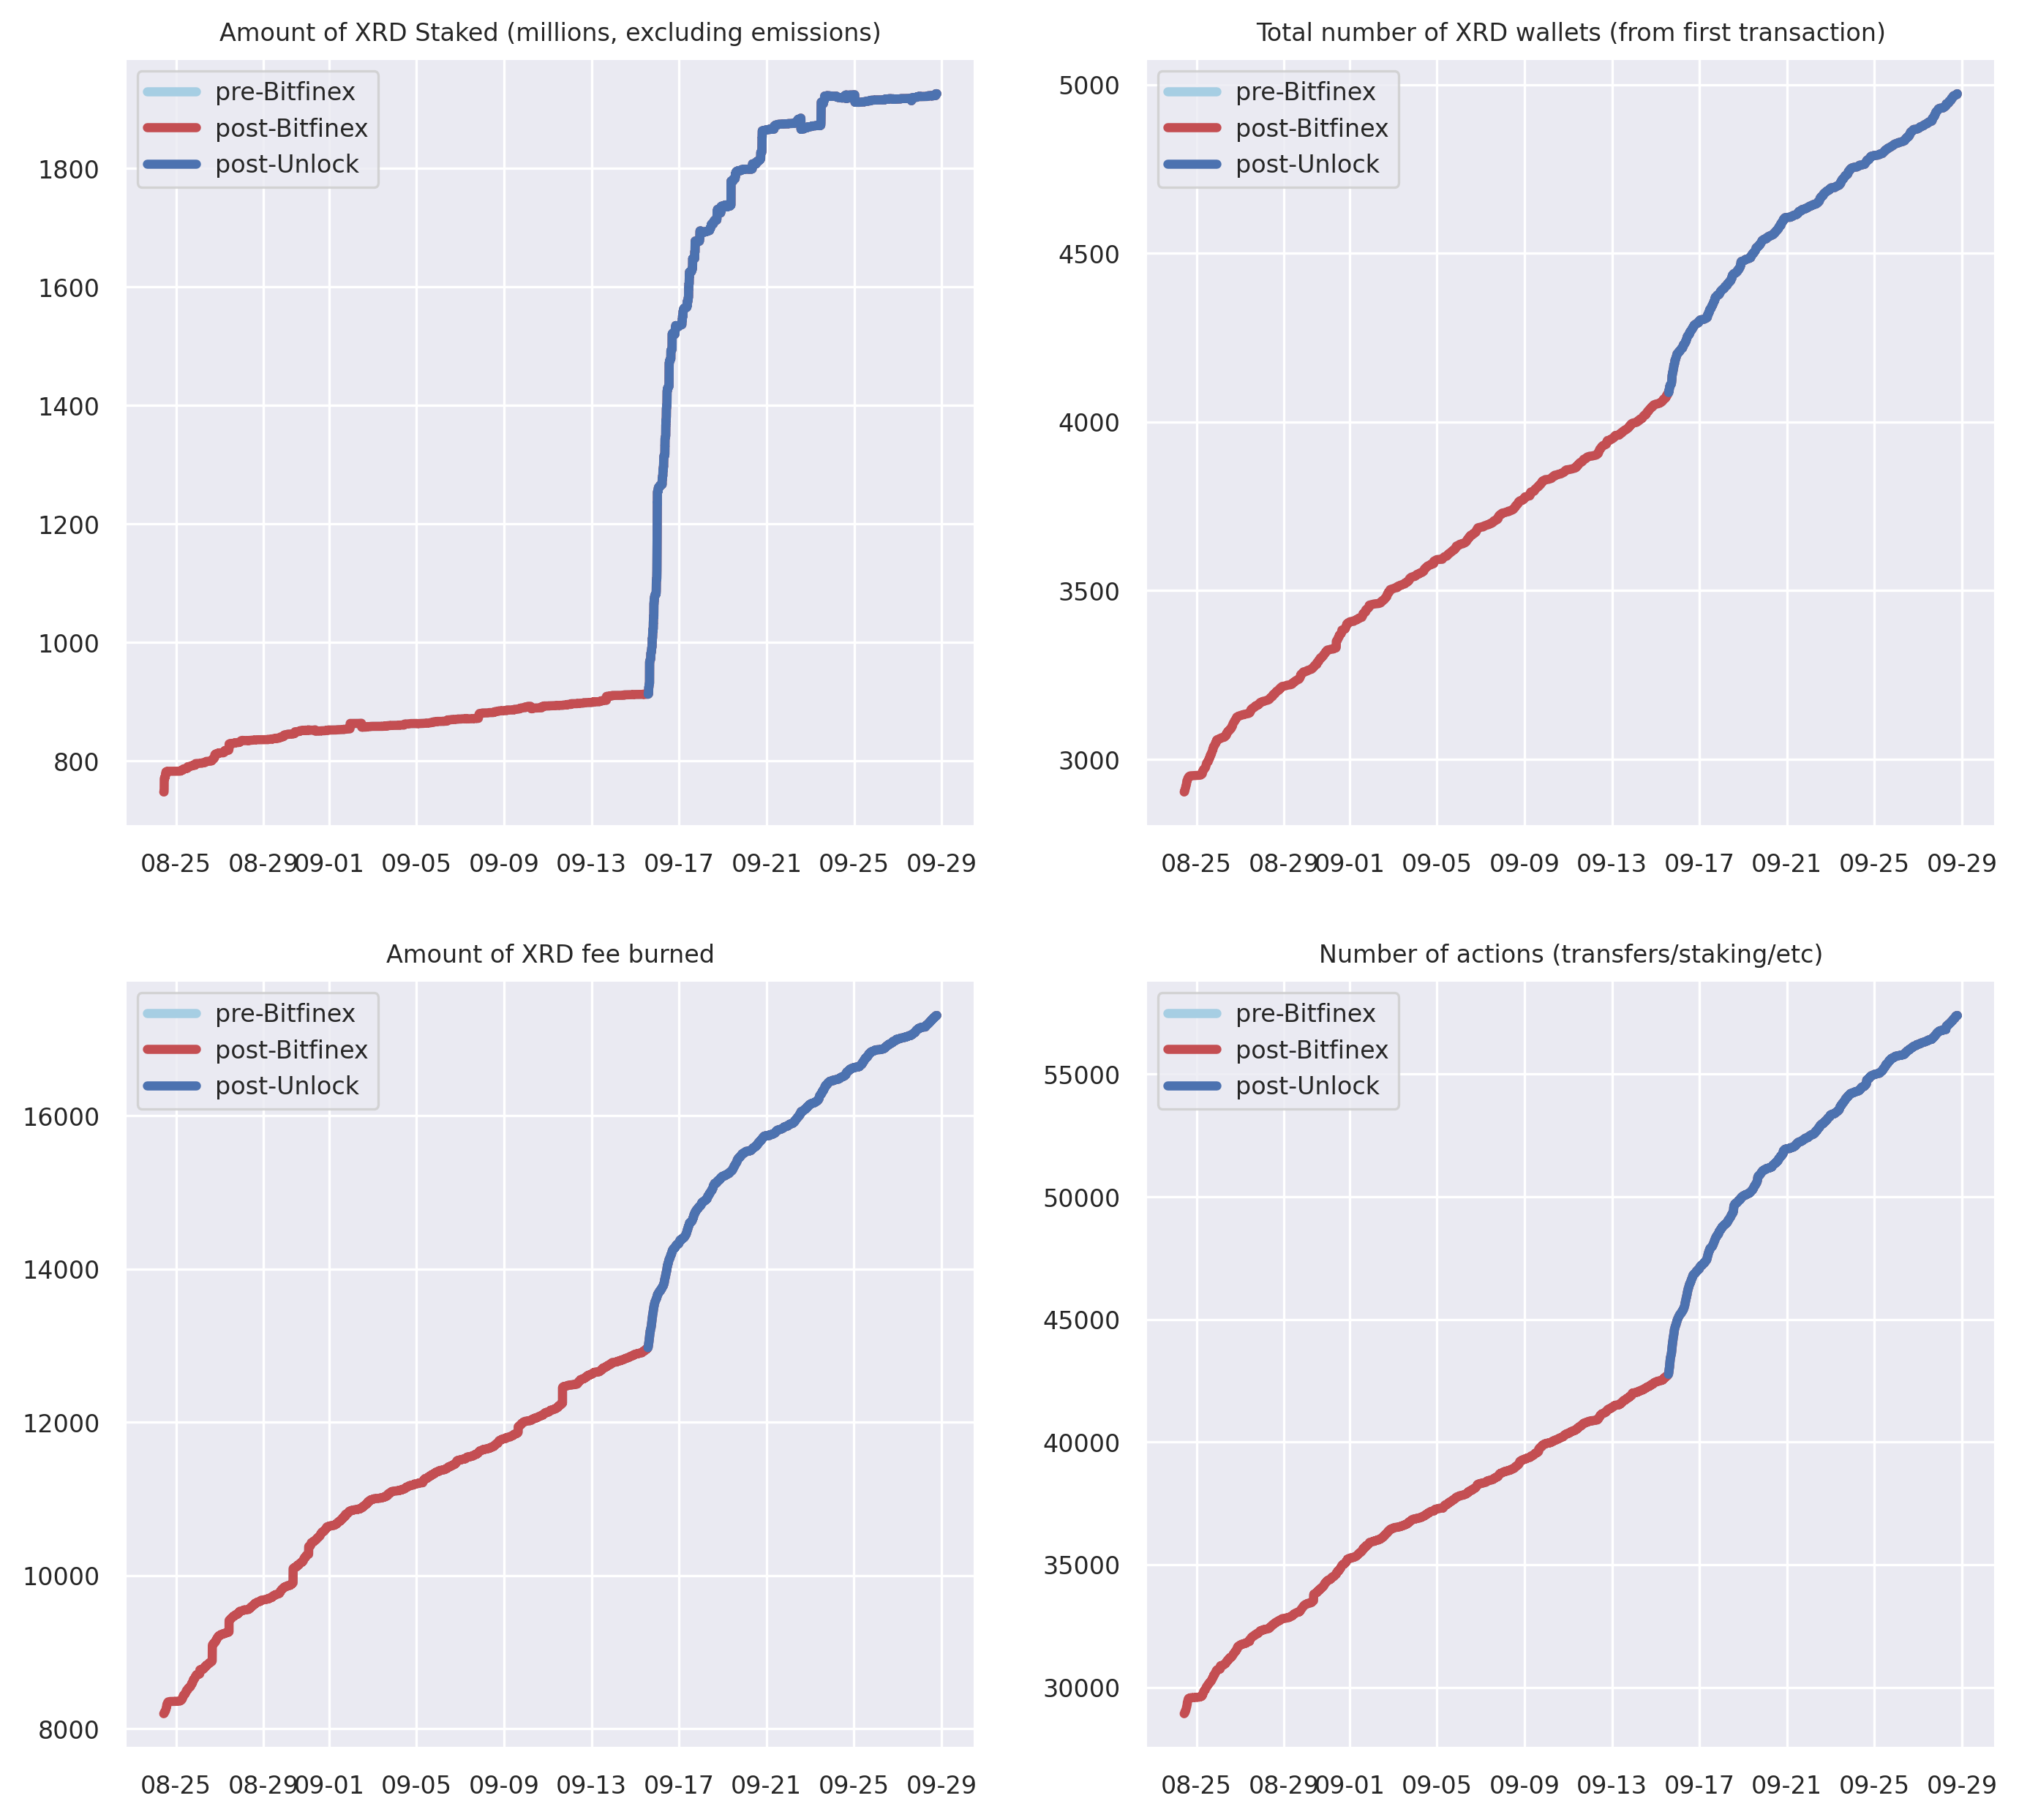 Amount of XRD Staked (millions, excluding emissions)
pre-Bitfinex
post-Bitfinex
post-Unlock
1800
1600
1400
1200
1000
800
08-25 08-29 09-01 09-05 09-09 09-13 09-17 09-21 09-25 09-29
Total number of XRD wallets (from first transaction)
pre-Bitfinex
post-Bitfinex
post-Unlock
5000
4500
4000
3500
3000
08-25 08-29 09-01 09-05 09-09 09-13 09-17 09-21 09-25 09-29
Amount of XRD fee burned
pre-Bitfinex
post-Bitfinex
post-Unlock
16000
14000
12000
10000
8000
08-25 08-29 09-01 09-05 09-09 09-13 09-17 09-21 09-25 09-29
Number of actions (transfers/staking/etc)
pre-Bitfinex
post-Bitfinex
post-Unlock
55000
50000
45000
40000
35000
30000
08-25 08-29 09-01 09-05 09-09 09-13 09-17 09-21 09-25 09-29